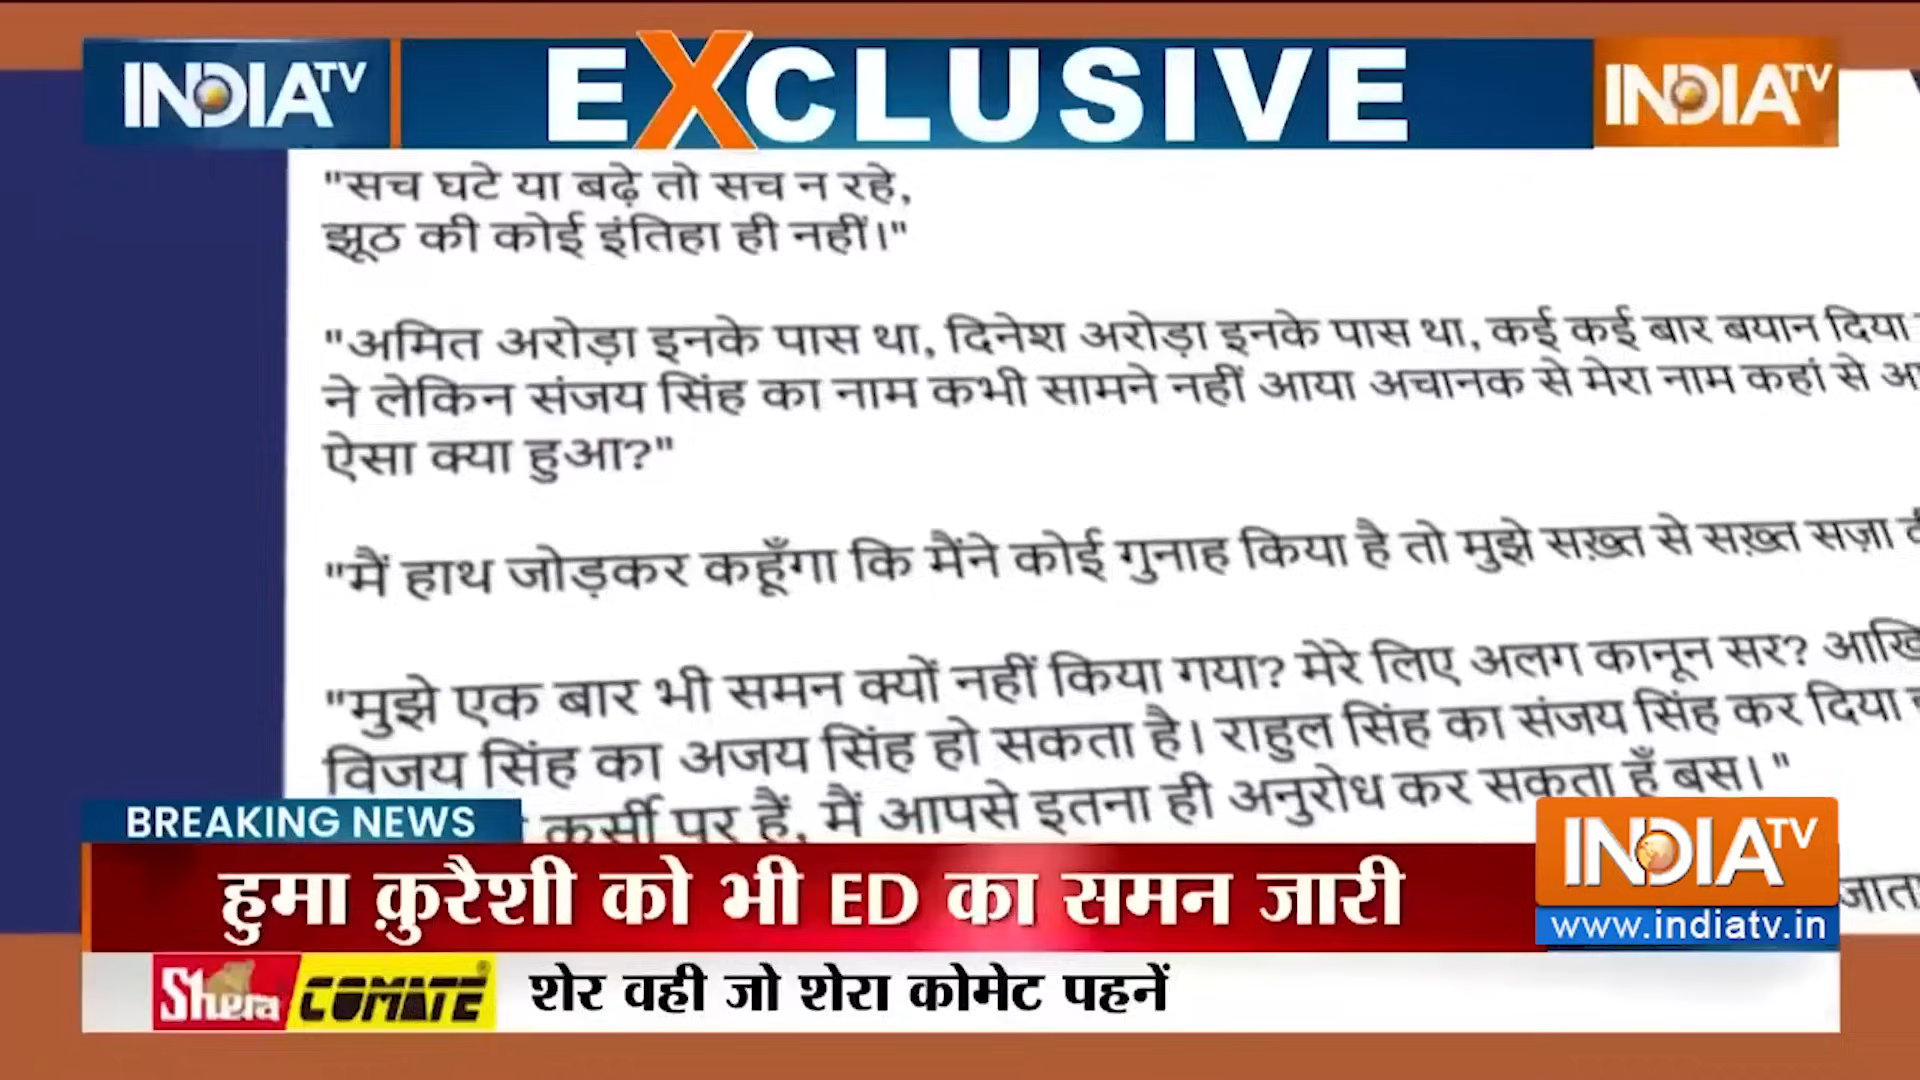 INDIA TV
EXCLUSIVE
INDIA TV
"सच घटे या बढ़े तो सच न रहे,
झूठ की कोई इंतिहा ही नहीं।"
"अमित अरोड़ा इनके पास था, दिनेश अरोड़ा इनके पास था, कई कई बार बयान दिया
ने लेकिन संजय सिंह का नाम कभी सामने नहीं आया अचानक से मेरा नाम कहां से
ऐसा क्या हुआ?"
"मैं हाथ जोड़कर कहूँगा कि मैंने कोई गुनाह किया है तो मुझे सख़्त से सख़्त सज़ा
"मुझे एक बार भी समन क्यों नहीं किया गया? मेरे लिए अलग कानून सर?
विजय सिंह का अजय सिंह हो सकता है। राहुल सिंह का संजय सिंह कर दिया
कुर्सी पर हैं, मैं आपसे इतना ही अनुरोध कर सकता हूँ बस।"
BREAKING NEWS
हुमा क़ुरैशी को भी ED का समन जारी
INDIA TV
www.indiatv.in
Shera COMATE शेर वही जो शेरा कोमेट पहनें